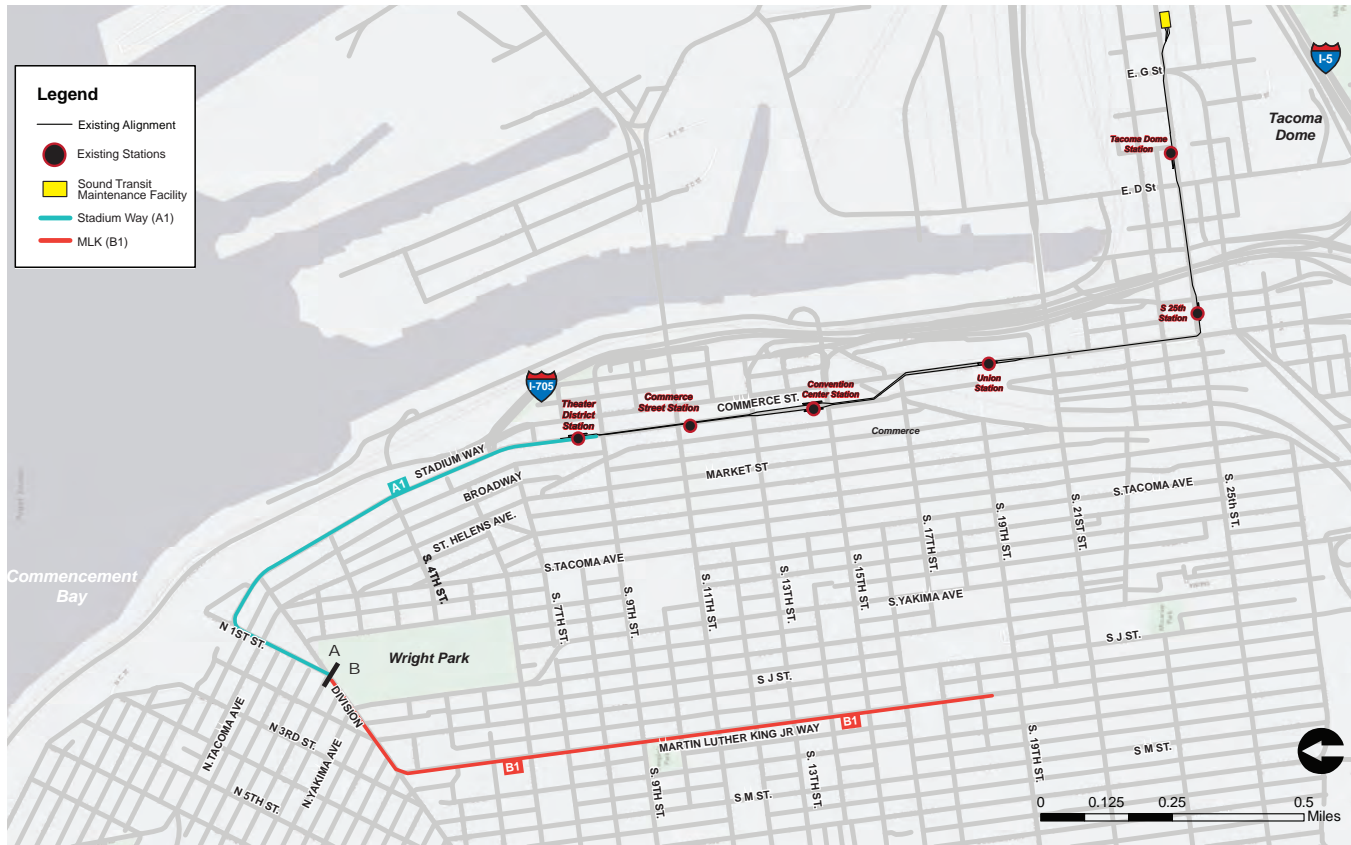 Legend
Existing Alignment
Existing Stations
Sound Transit
Maintenance Facility
Stadium Way (A1)
MLK (B1)
I-5
E. G St
Tacoma
Dome
Tacoma Dome
Station
E. D St
S 25th
Station
Union
Station
Convention
Center Station
COMMERCE ST.
Commerce
Street Station
I-705
Theater
District
Station
Commerce
STADIUM WAY
A1
BROADWAY
MARKET ST
ST. HELENS AVE.
S.TACOMA AVE
S. 25th ST.
S. 21ST ST.
S. 19TH ST.
S. 17TH ST.
S. 15TH ST.
S. 13TH ST.
S. 11TH ST.
S. 9TH ST.
S. 7TH ST.
S. 4TH ST.
S.TACOMA AVE
Commencement
Bay
S.YAKIMA AVE
S J ST.
N 1ST ST.
A
B
Wright Park
S J ST.
DIVISION
N.TACOMA AVE
N 3RD ST.
N.YAKIMA AVE
N 5TH ST.
B1
MARTIN LUTHER KING JR WAY
B1
S. 9TH ST.
S M ST.
S. 13TH ST.
S. 19TH ST.
S M ST.
0 0.125 0.25 0.5
Miles